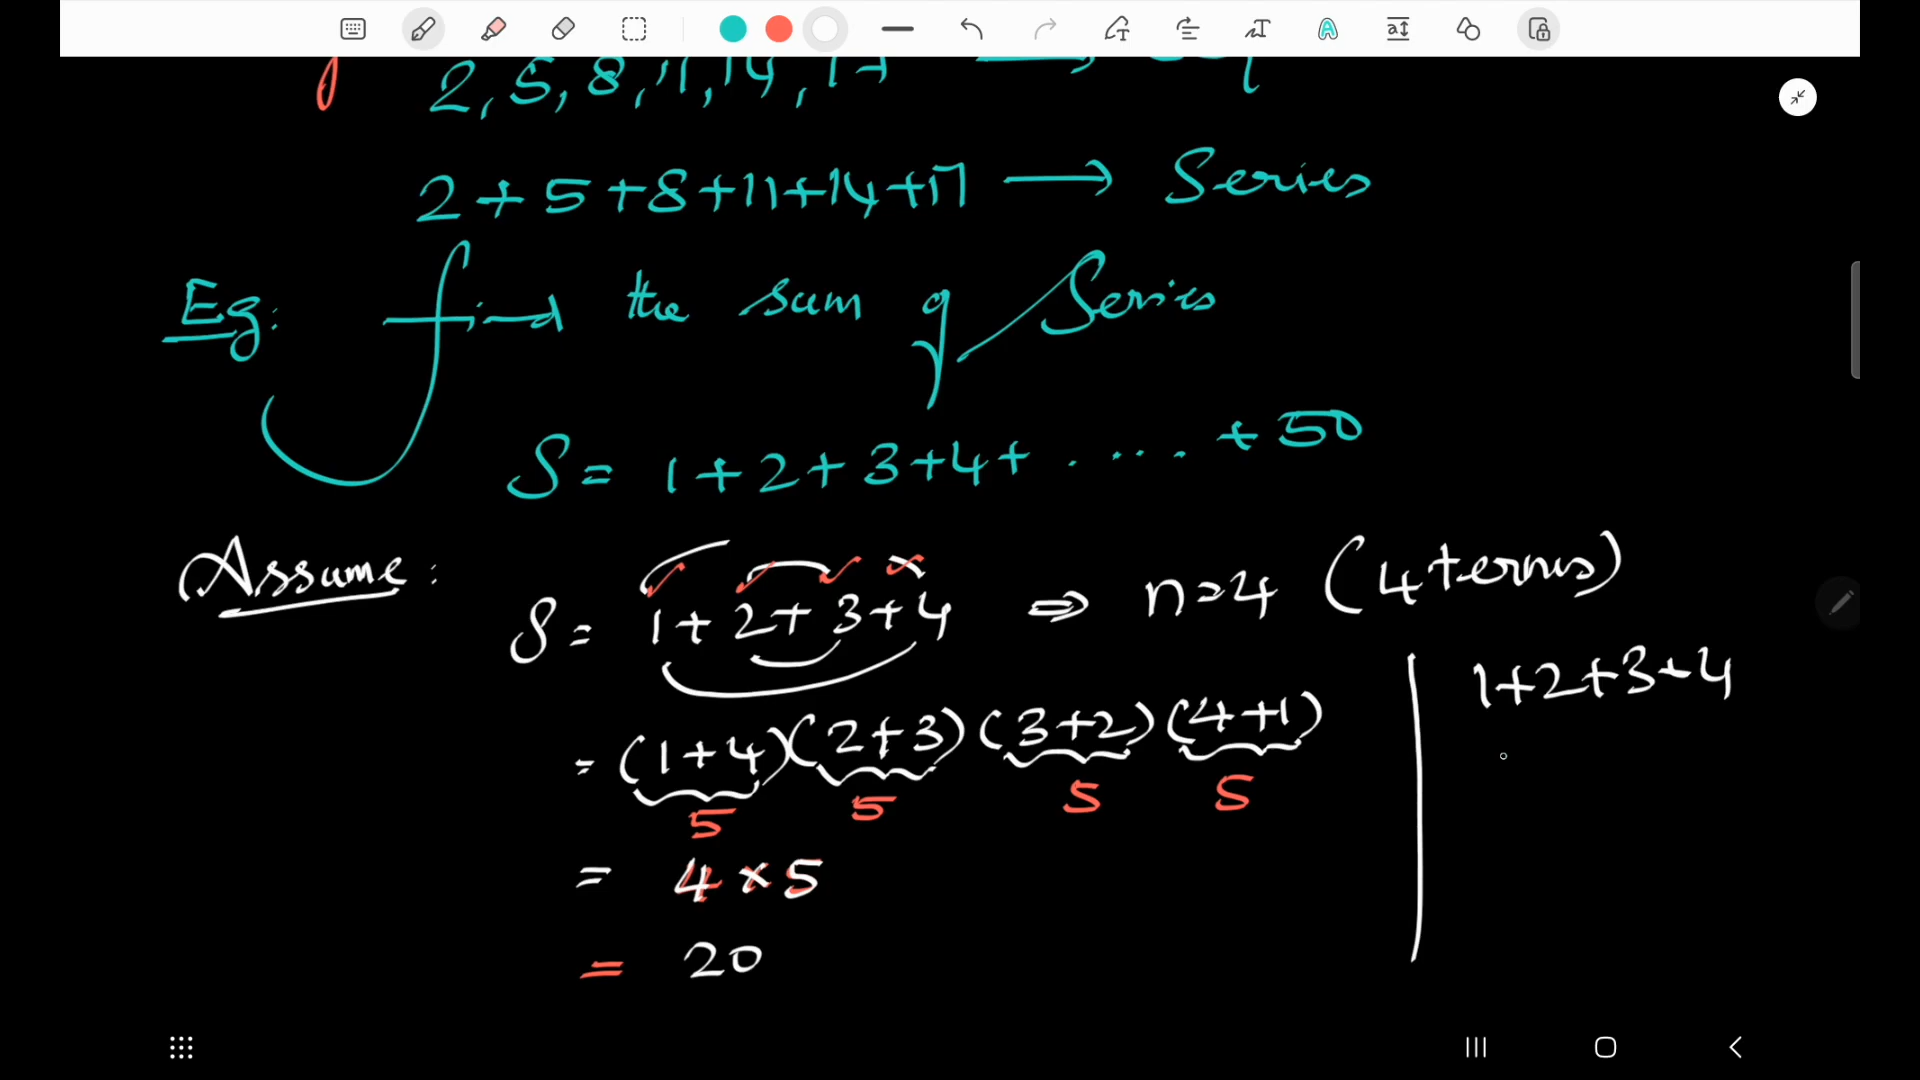 2, 5, 8, 11, 14, 17 ⟶
2 + 5 + 8 + 11 + 14 + 17 ⟶ Series
Eg: find the sum of Series
S = 1 + 2 + 3 + 4 + . . . . . + 50
Assume :
S = 1 + 2 + 3 + 4 ⇒ n = 4 (4 terms)
1 + 2 + 3 + 4
= (1 + 4) (2 + 3) (3 + 2) (4 + 1)
5 5 5 5
= 4 × 5
= 20